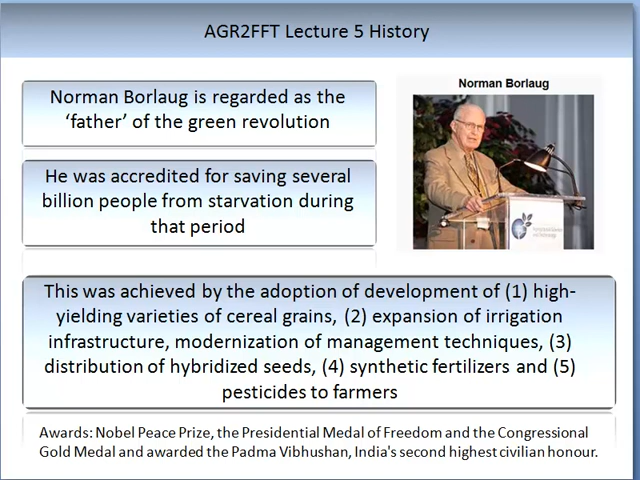 AGR2FFT Lecture 5 History
Norman Borlaug is regarded as the
‘father’ of the green revolution
Norman Borlaug
He was accredited for saving several
billion people from starvation during
that period
This was achieved by the adoption of development of (1) high-
yielding varieties of cereal grains, (2) expansion of irrigation
infrastructure, modernization of management techniques, (3)
distribution of hybridized seeds, (4) synthetic fertilizers and (5)
pesticides to farmers
Awards: Nobel Peace Prize, the Presidential Medal of Freedom and the Congressional
Gold Medal and awarded the Padma Vibhushan, India's second highest civilian honour.